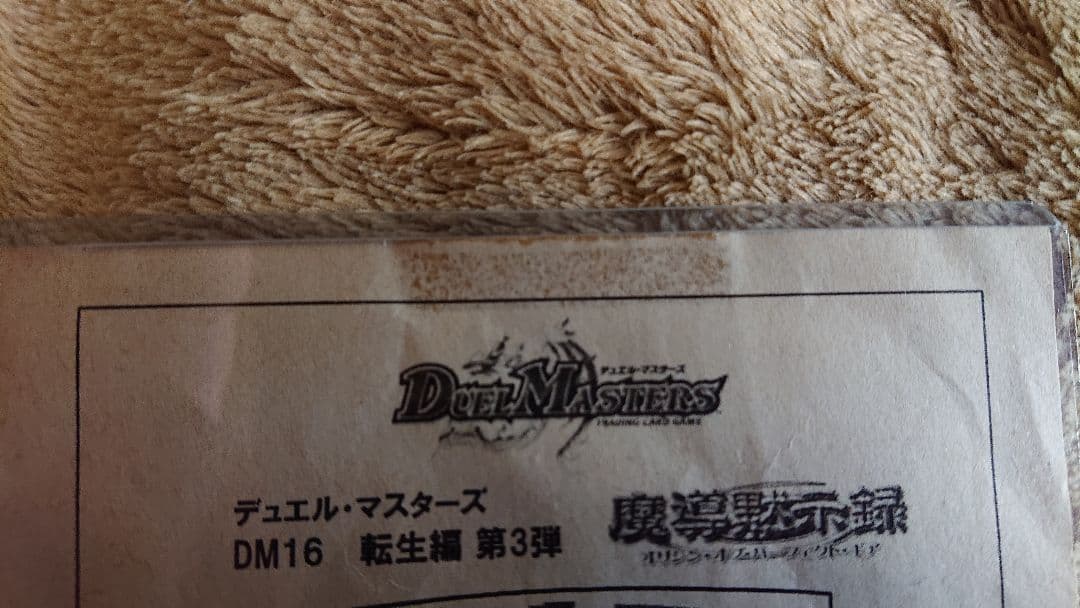 デュエル・マスターズ
DUEL MASTERS
TRADING CARD GAME
デュエル・マスターズ
DM16 転生編 第3弾
魔導黙示録